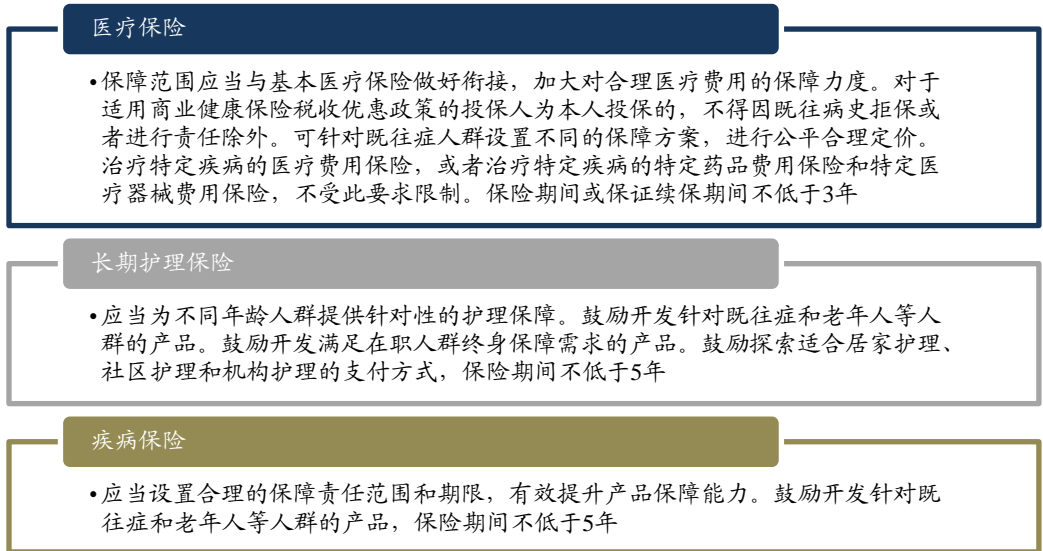 医疗保险
•保障范围应当与基本医疗保险做好衔接，加大对合理医疗费用的保障力度。对于
适用商业健康保险税收优惠政策的投保人为本人投保的，不得因既往病史拒保或
者进行责任除外。可针对既往症人群设置不同的保障方案，进行公平合理定价。
治疗特定疾病的医疗费用保险，或者治疗特定疾病的特定药品费用保险和特定医
疗器械费用保险，不受此要求限制。保险期间或保证续保期间不低于3年
长期护理保险
•应当为不同年龄人群提供针对性的护理保障。鼓励开发针对既往症和老年人等人
群的产品。鼓励开发满足在职人群终身保障需求的产品。鼓励探索适合居家护理、
社区护理和机构护理的支付方式，保险期间不低于5年
疾病保险
•应当设置合理的保障责任范围和期限，有效提升产品保障能力。鼓励开发针对既
往症和老年人等人群的产品，保险期间不低于5年